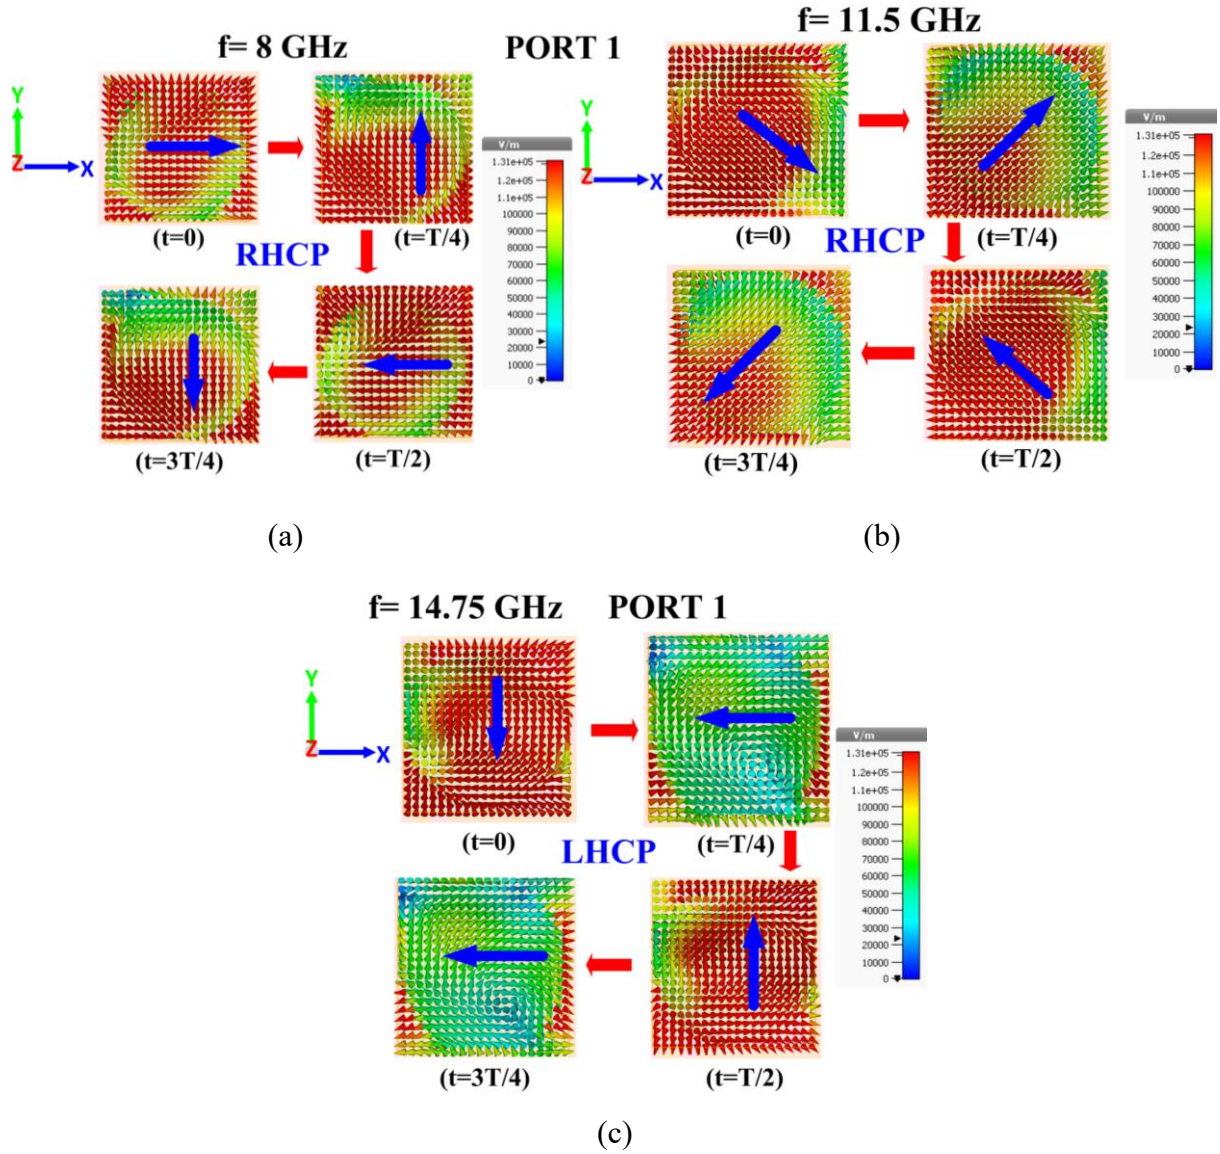 f= 8 GHz
PORT 1
f= 11.5 GHz
Y
Z
X
(t=0)
(t=T/4)
RHCP
(t=3T/4)
(t=T/2)
V/m
1.31e+05
1.2e+05
1.1e+05
100000
90000
80000
70000
60000
50000
40000
30000
20000
10000
0
Y
Z
X
(t=0)
(t=T/4)
RHCP
(t=3T/4)
(t=T/2)
V/m
1.31e+05
1.2e+05
1.1e+05
100000
90000
80000
70000
60000
50000
40000
30000
20000
10000
0
(a)
(b)
f= 14.75 GHz PORT 1
Y
Z
X
(t=0)
(t=T/4)
LHCP
(t=3T/4)
(t=T/2)
V/m
1.31e+05
1.2e+05
1.1e+05
100000
90000
80000
70000
60000
50000
40000
30000
20000
10000
0
(c)